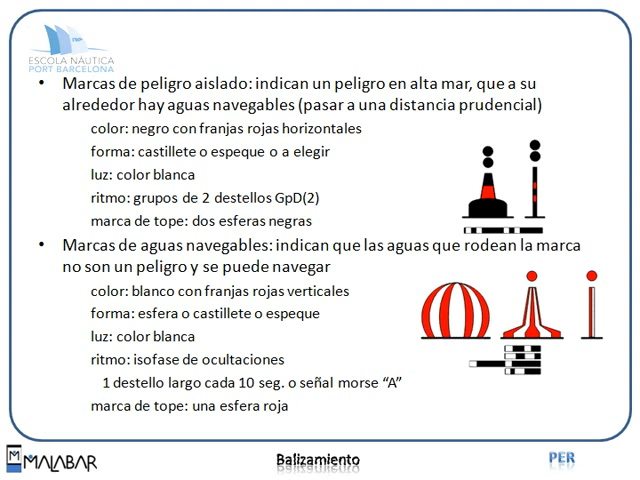 ESCOLA NÀUTICA
PORT BARCELONA
• Marcas de peligro aislado: indican un peligro en alta mar, que a su
alrededor hay aguas navegables (pasar a una distancia prudencial)
color: negro con franjas rojas horizontales
forma: castillete o espeque o a elegir
luz: color blanca
ritmo: grupos de 2 destellos GpD(2)
marca de tope: dos esferas negras
• Marcas de aguas navegables: indican que las aguas que rodean la marca
no son un peligro y se puede navegar
color: blanco con franjas rojas verticales
forma: esfera o castillete o espeque
luz: color blanca
ritmo: isofase de ocultaciones
1 destello largo cada 10 seg. o señal morse “A”
marca de tope: una esfera roja
MALABAR
Balizamiento
PER